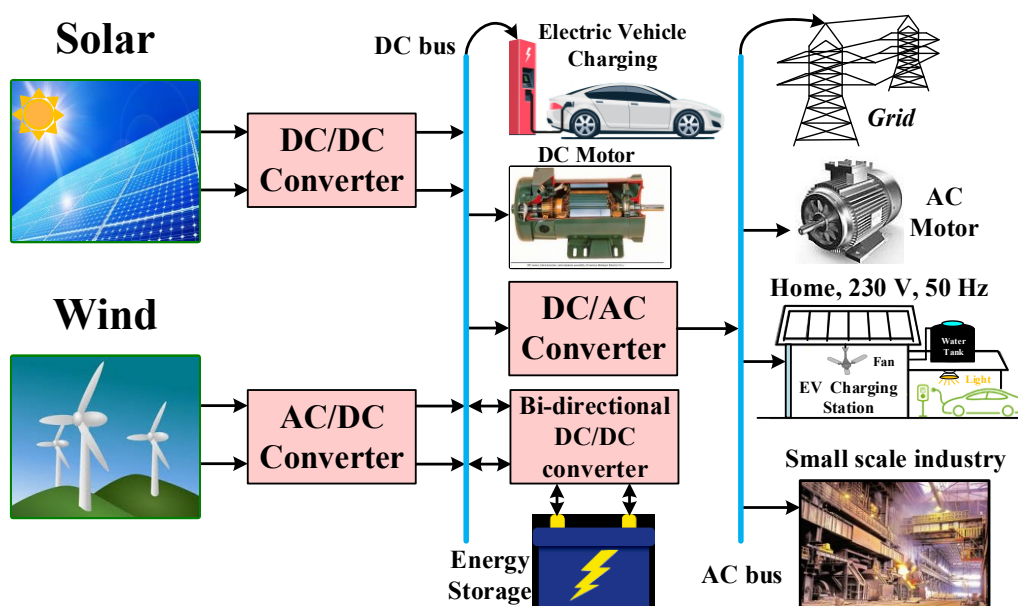 Solar
DC/DC
Converter
Wind
AC/DC
Converter
DC bus
Electric Vehicle
Charging
DC Motor
DC/AC
Converter
Bi-directional
DC/DC
converter
Energy
Storage
Grid
AC
Motor
Home, 230 V, 50 Hz
Fan
Water
Tank
Light
EV Charging
Station
Small scale industry
AC bus